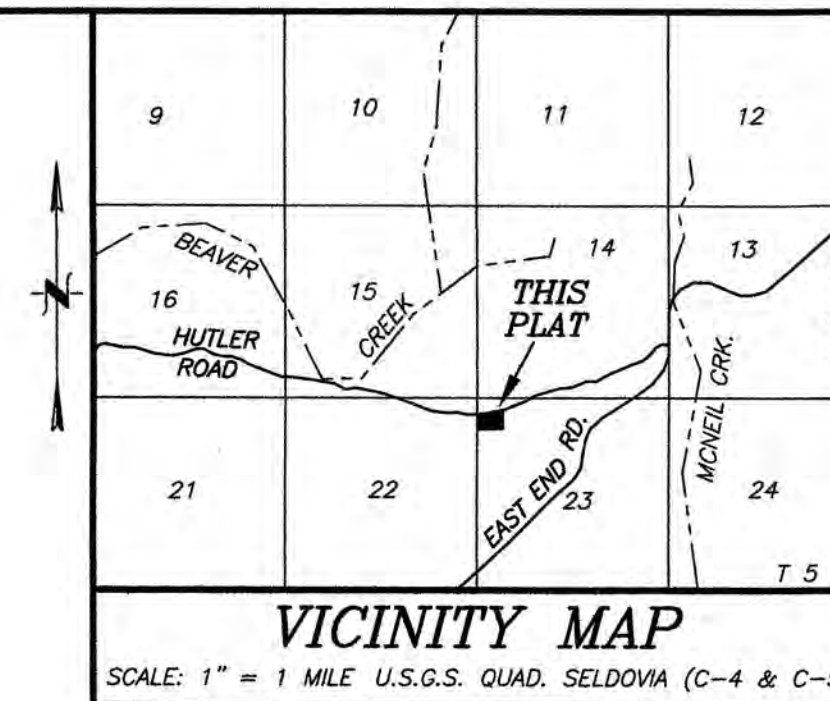 9
10
11
12
BEAVER
14
13
16
15
CREEK
THIS
PLAT
HUTLER
ROAD
MCNEIL CRK.
EAST END RD.
21
22
23
24
T 5
N
VICINITY MAP
SCALE: 1" = 1 MILE U.S.G.S. QUAD. SELDOVIA (C-4 & C-5